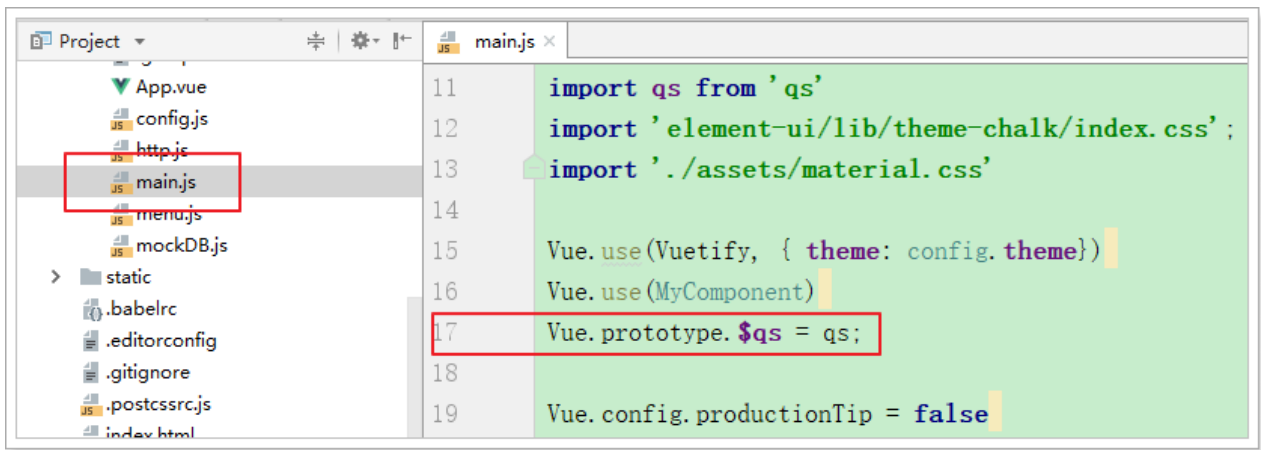 Project
main.js
App.vue
config.js
http.js
main.js
menu.js
mockDB.js
static
.babelrc
.editorconfig
.gitignore
.postcssrc.js
index.html
11 import qs from 'qs'
12 import 'element-ui/lib/theme-chalk/index.css';
13 import './assets/material.css'
14
15 Vue.use(Vuetify, { theme: config.theme})
16 Vue.use(MyComponent)
17 Vue.prototype.$qs = qs;
18
19 Vue.config.productionTip = false